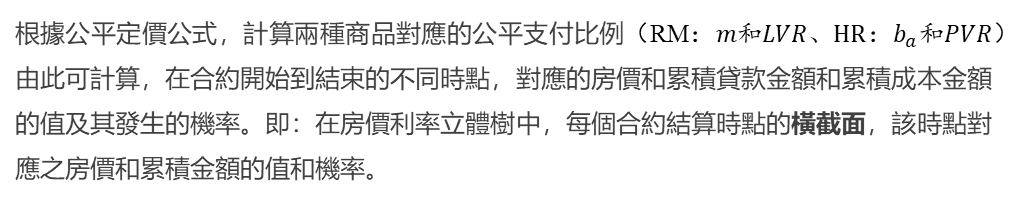 根據公平定價公式，計算兩種商品對應的公平支付比例（RM：𝑚和𝐿𝑉𝑅、HR：𝑏ₐ和𝑃𝑉𝑅）
由此可計算，在合約開始到結束的不同時點，對應的房價和累積貸款金額和累積成本金額
的值及其發生的機率。即：在房價利率立體樹中，每個合約結算時點的橫截面，該時點對
應之房價和累積金額的值和機率。